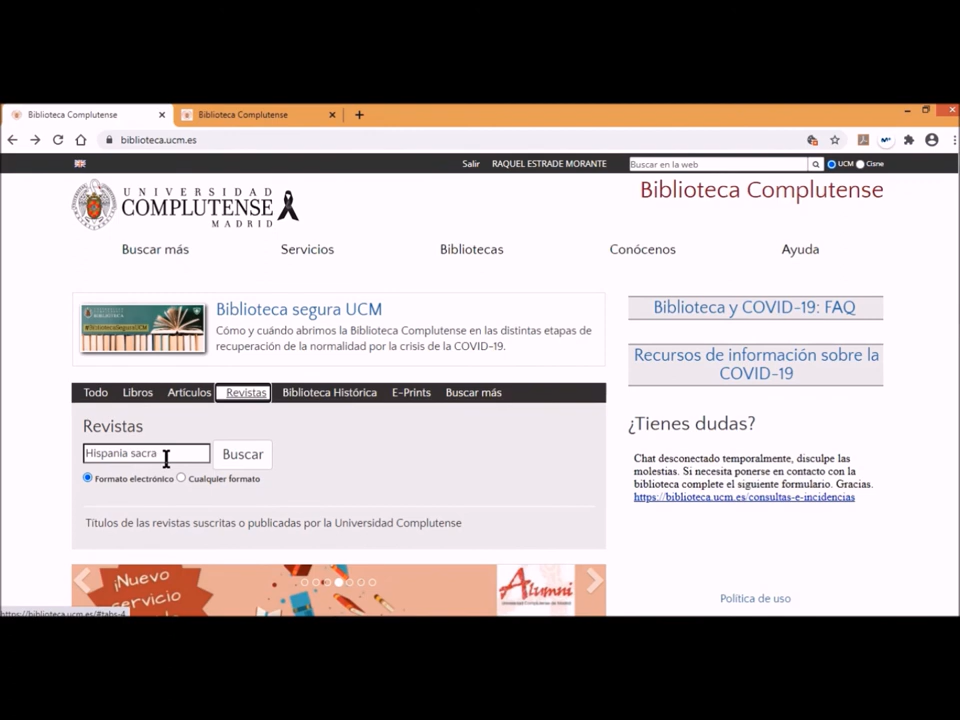 Biblioteca Complutense
Biblioteca Complutense
biblioteca.ucm.es
Salir RAQUEL ESTRADE MORANTE Buscar en la web UCM Cisne
UNIVERSIDAD
COMPLUTENSE
MADRID
Biblioteca Complutense
Buscar más Servicios Bibliotecas Conócenos Ayuda
Biblioteca segura UCM
Cómo y cuándo abrimos la Biblioteca Complutense en las distintas etapas de
recuperación de la normalidad por la crisis de la COVID-19.
Biblioteca y COVID-19: FAQ
Recursos de información sobre la
COVID-19
Todo Libros Artículos Revistas Biblioteca Histórica E-Prints Buscar más
Revistas
Hispania sacra Buscar
Formato electrónico Cualquier formato
Títulos de las revistas suscritas o publicadas por la Universidad Complutense
¿Tienes dudas?
Chat desconectado temporalmente, disculpe las
molestias. Si necesita ponerse en contacto con la
biblioteca complete el siguiente formulario. Gracias.
https://biblioteca.ucm.es/consultas-e-incidencias
¡Nuevo
servicio
Alumni
Política de uso
https://biblioteca.ucm.es/#tabs-4